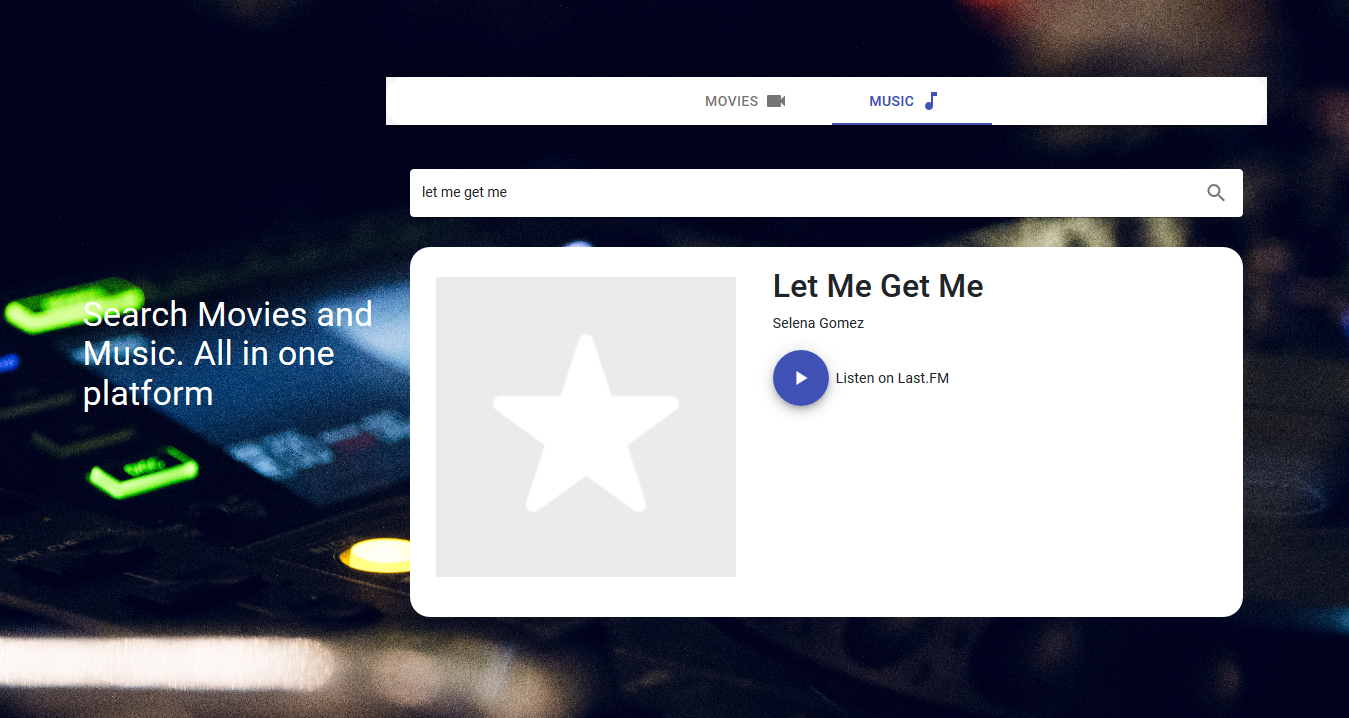 MOVIES
MUSIC
let me get me
Search Movies and
Music. All in one
platform
Let Me Get Me
Selena Gomez
Listen on Last.FM